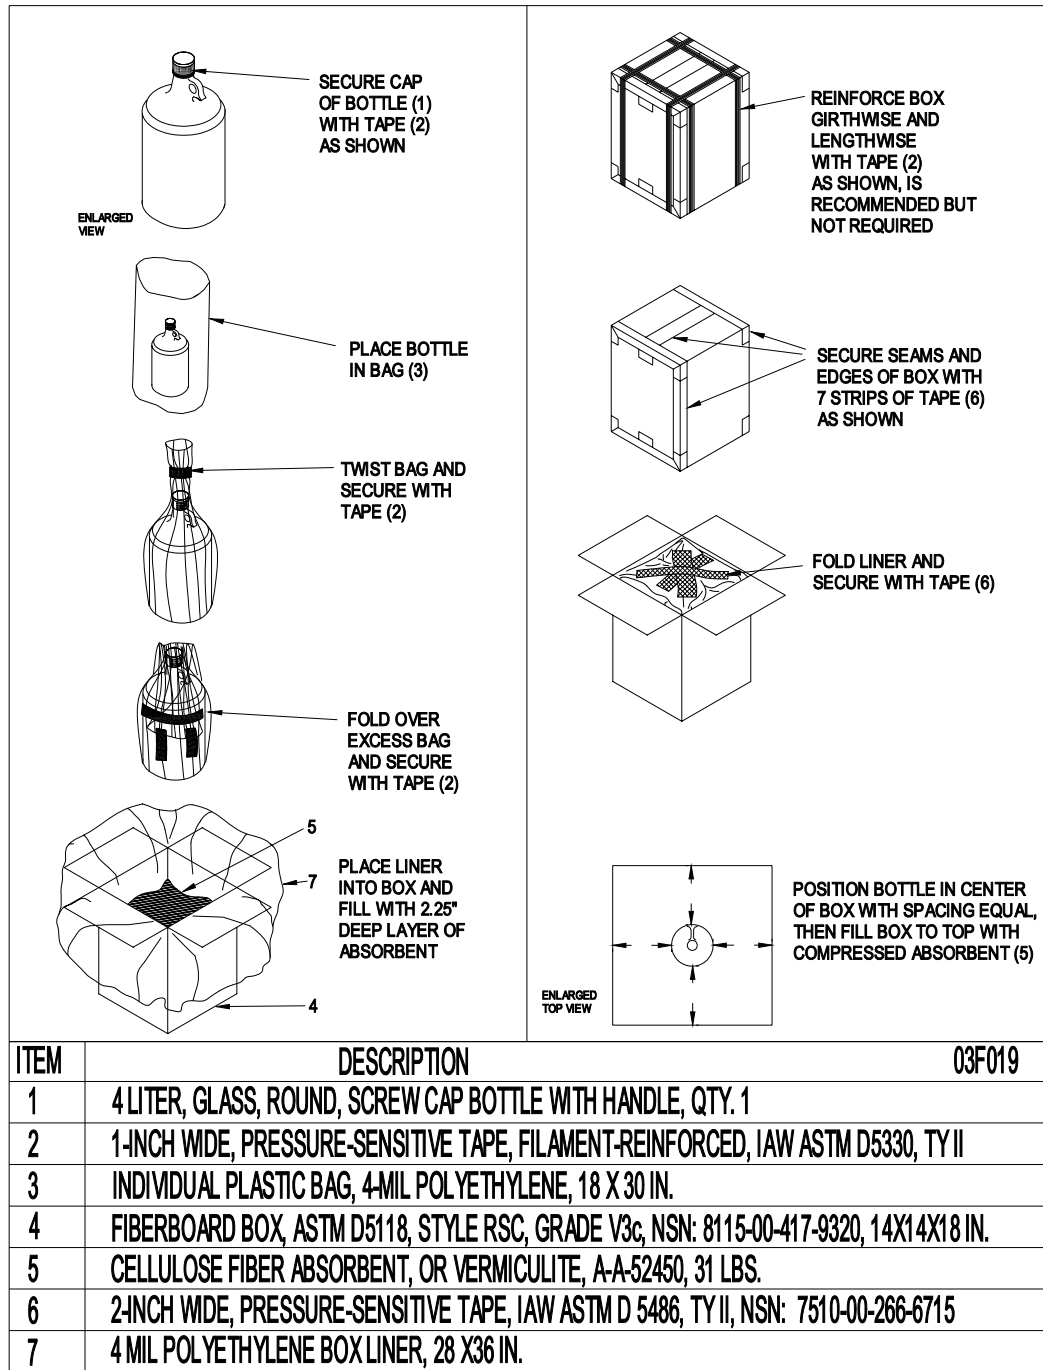 SECURE CAP
OF BOTTLE (1)
WITH TAPE (2)
AS SHOWN
ENLARGED
VIEW
PLACE BOTTLE
IN BAG (3)
TWIST BAG AND
SECURE WITH
TAPE (2)
FOLD OVER
EXCESS BAG
AND SECURE
WITH TAPE (2)
5
7
PLACE LINER
INTO BOX AND
FILL WITH 2.25"
DEEP LAYER OF
ABSORBENT
4
REINFORCE BOX
GIRTHWISE AND
LENGTHWISE
WITH TAPE (2)
AS SHOWN, IS
RECOMMENDED BUT
NOT REQUIRED
SECURE SEAMS AND
EDGES OF BOX WITH
7 STRIPS OF TAPE (6)
AS SHOWN
FOLD LINER AND
SECURE WITH TAPE (6)
POSITION BOTTLE IN CENTER
OF BOX WITH SPACING EQUAL,
THEN FILL BOX TO TOP WITH
COMPRESSED ABSORBENT (5)
ENLARGED
TOP VIEW
ITEM DESCRIPTION 03F019
1 4 LITER, GLASS, ROUND, SCREW CAP BOTTLE WITH HANDLE, QTY. 1
2 1-INCH WIDE, PRESSURE-SENSITIVE TAPE, FILAMENT-REINFORCED, IAW ASTM D5330, TY II
3 INDIVIDUAL PLASTIC BAG, 4-MIL POLYETHYLENE, 18 X 30 IN.
4 FIBERBOARD BOX, ASTM D5118, STYLE RSC, GRADE V3c, NSN: 8115-00-417-9320, 14X14X18 IN.
5 CELLULOSE FIBER ABSORBENT, OR VERMICULITE, A-A-52450, 31 LBS.
6 2-INCH WIDE, PRESSURE-SENSITIVE TAPE, IAW ASTM D 5486, TY II, NSN: 7510-00-266-6715
7 4 MIL POLYETHYLENE BOX LINER, 28 X36 IN.